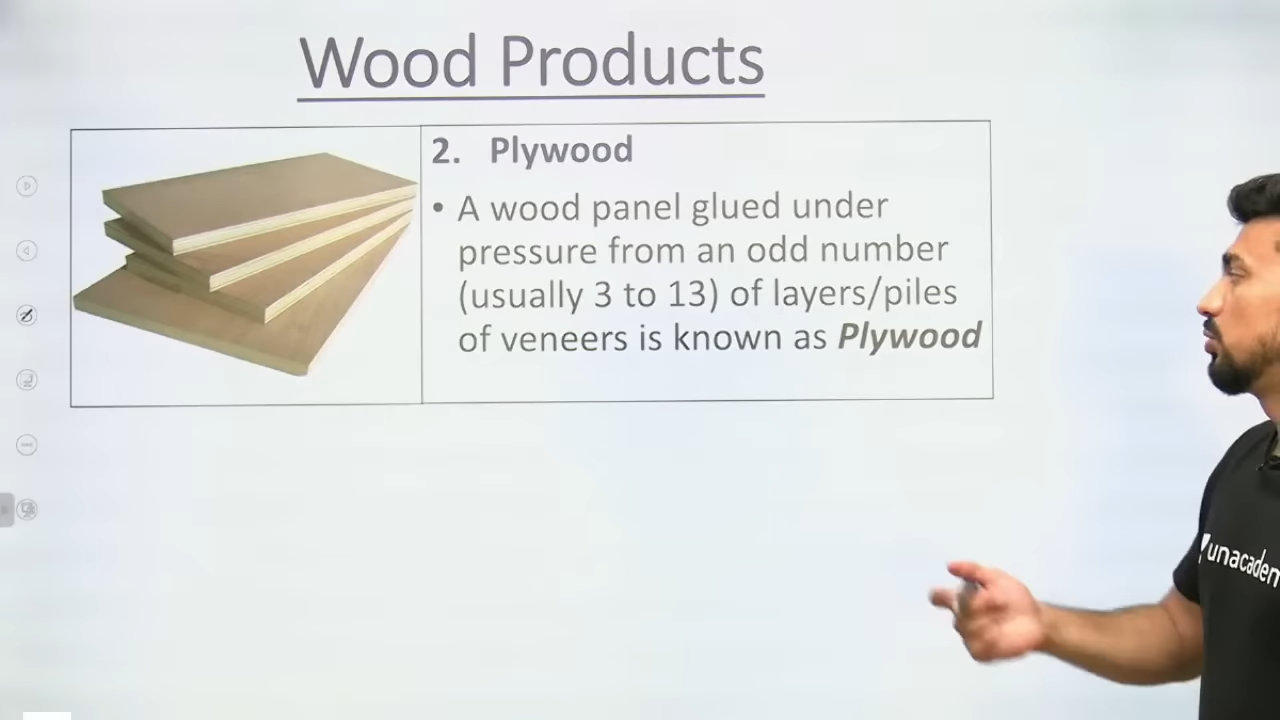 Wood Products
2. Plywood
• A wood panel glued under
pressure from an odd number
(usually 3 to 13) of layers/piles
of veneers is known as Plywood
unacadem